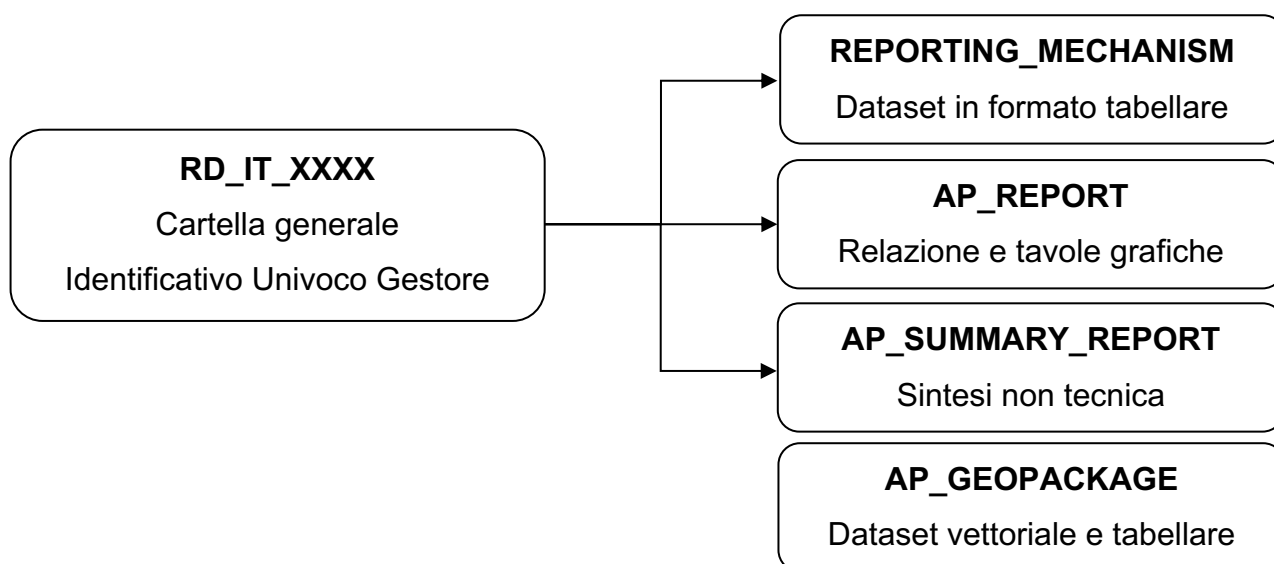 RD_IT_XXXX
Cartella generale
Identificativo Univoco Gestore
REPORTING_MECHANISM
Dataset in formato tabellare
AP_REPORT
Relazione e tavole grafiche
AP_SUMMARY_REPORT
Sintesi non tecnica
AP_GEOPACKAGE
Dataset vettoriale e tabellare